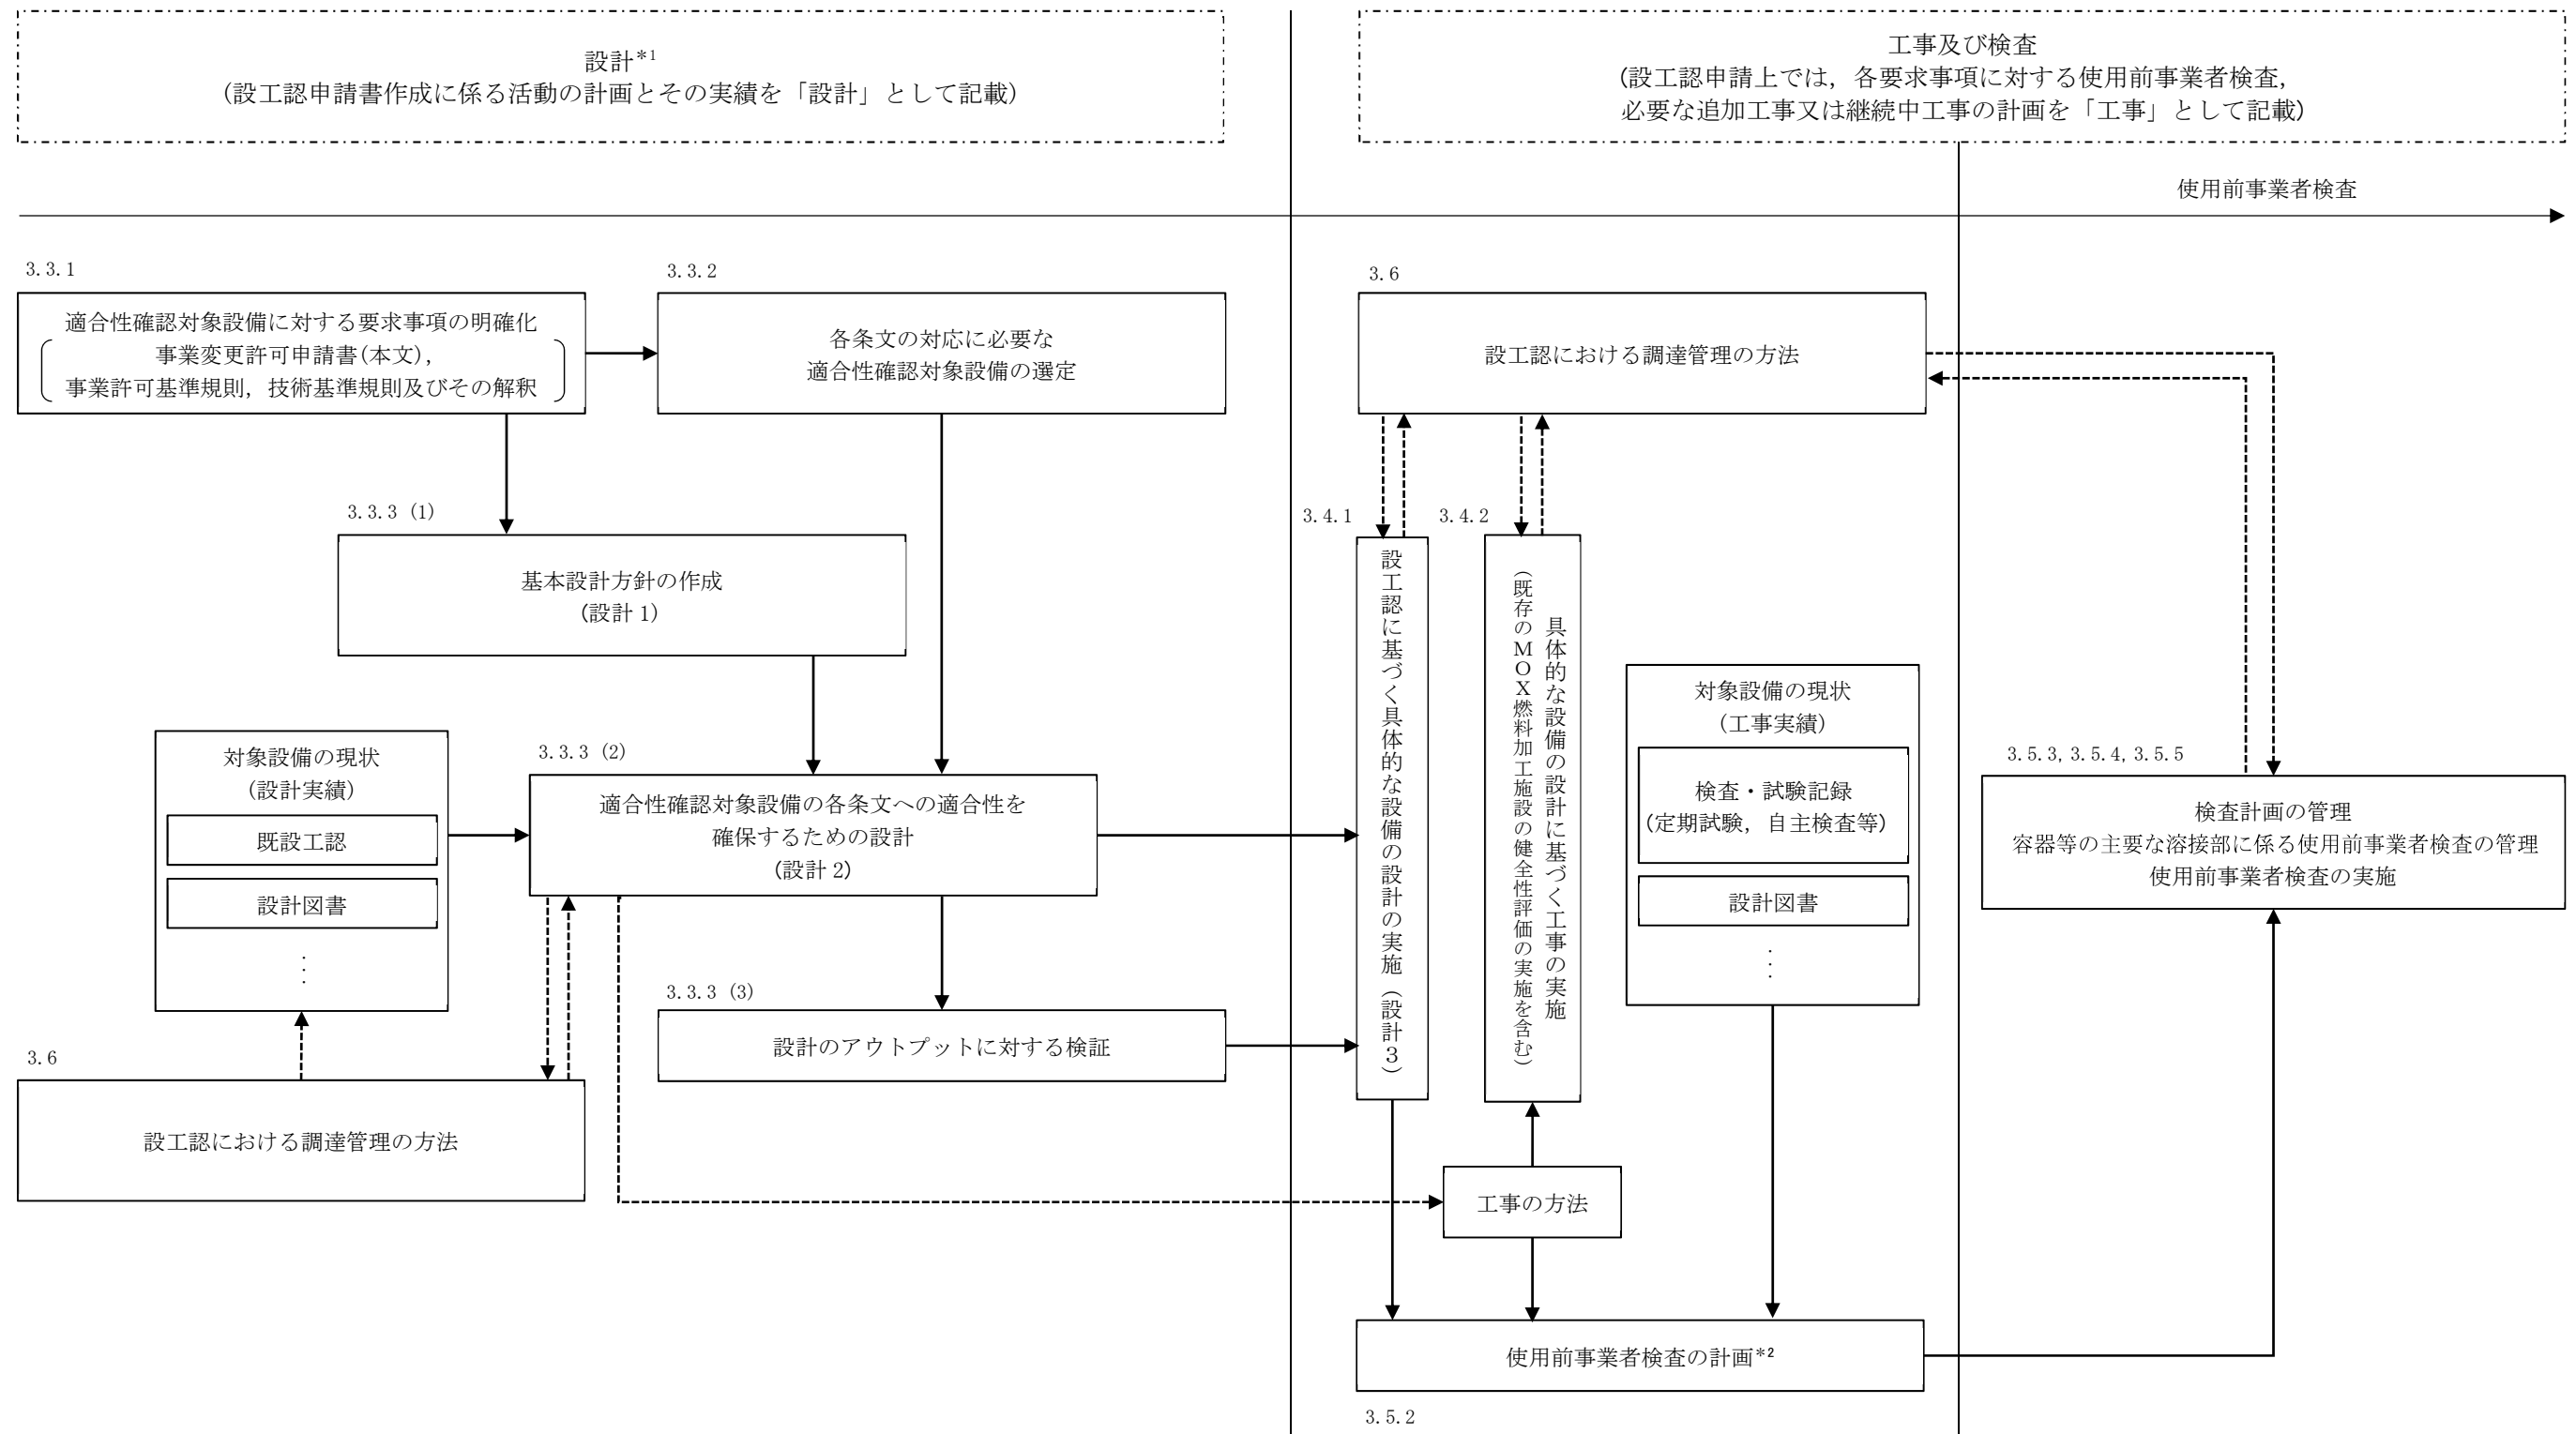 設計*1
(設工認申請書作成に係る活動の計画とその実績を「設計」として記載)
工事及び検査
(設工認申請上では，各要求事項に対する使用前事業者検査，
必要な追加工事又は継続中工事の計画を「工事」として記載)
使用前事業者検査
3.3.1
適合性確認対象設備に対する要求事項の明確化
事業変更許可申請書(本文)，
事業許可基準規則，技術基準規則及びその解釈
3.3.2
各条文の対応に必要な
適合性確認対象設備の選定
3.3.3 (1)
基本設計方針の作成
(設計 1)
対象設備の現状
(設計実績)
既設工認
設計図書
⋮
3.3.3 (2)
適合性確認対象設備の各条文への適合性を
確保するための設計
(設計 2)
3.3.3 (3)
設計のアウトプットに対する検証
3.6
設工認における調達管理の方法
3.6
設工認における調達管理の方法
3.4.1
設工認に基づく具体的な設備の設計の実施（設計３）
3.4.2
具体的な設備の設計に基づく工事の実施
（既存のＭＯＸ燃料加工施設の健全性評価の実施を含む）
対象設備の現状
(工事実績)
検査・試験記録
(定期試験，自主検査等)
設計図書
⋮
工事の方法
使用前事業者検査の計画*2
3.5.2
3.5.3, 3.5.4, 3.5.5
検査計画の管理
容器等の主要な溶接部に係る使用前事業者検査の管理
使用前事業者検査の実施